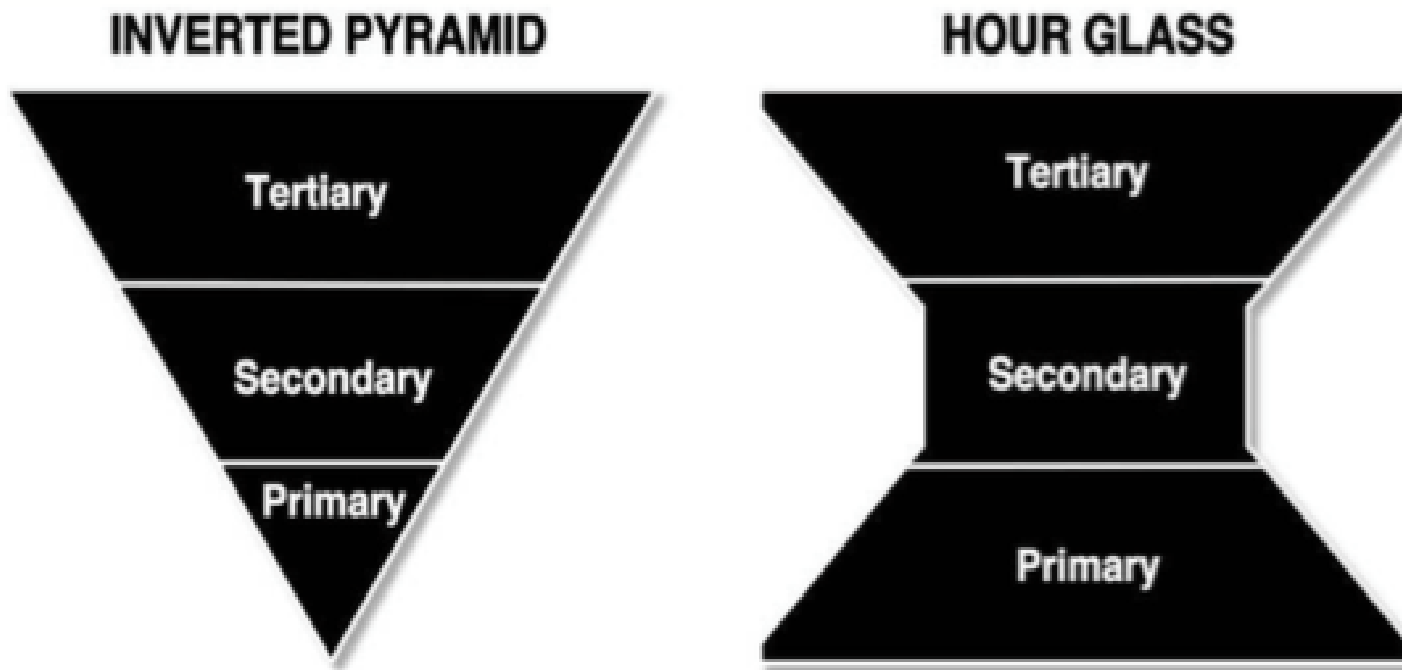 INVERTED PYRAMID
Tertiary
Secondary
Primary
HOUR GLASS
Tertiary
Secondary
Primary